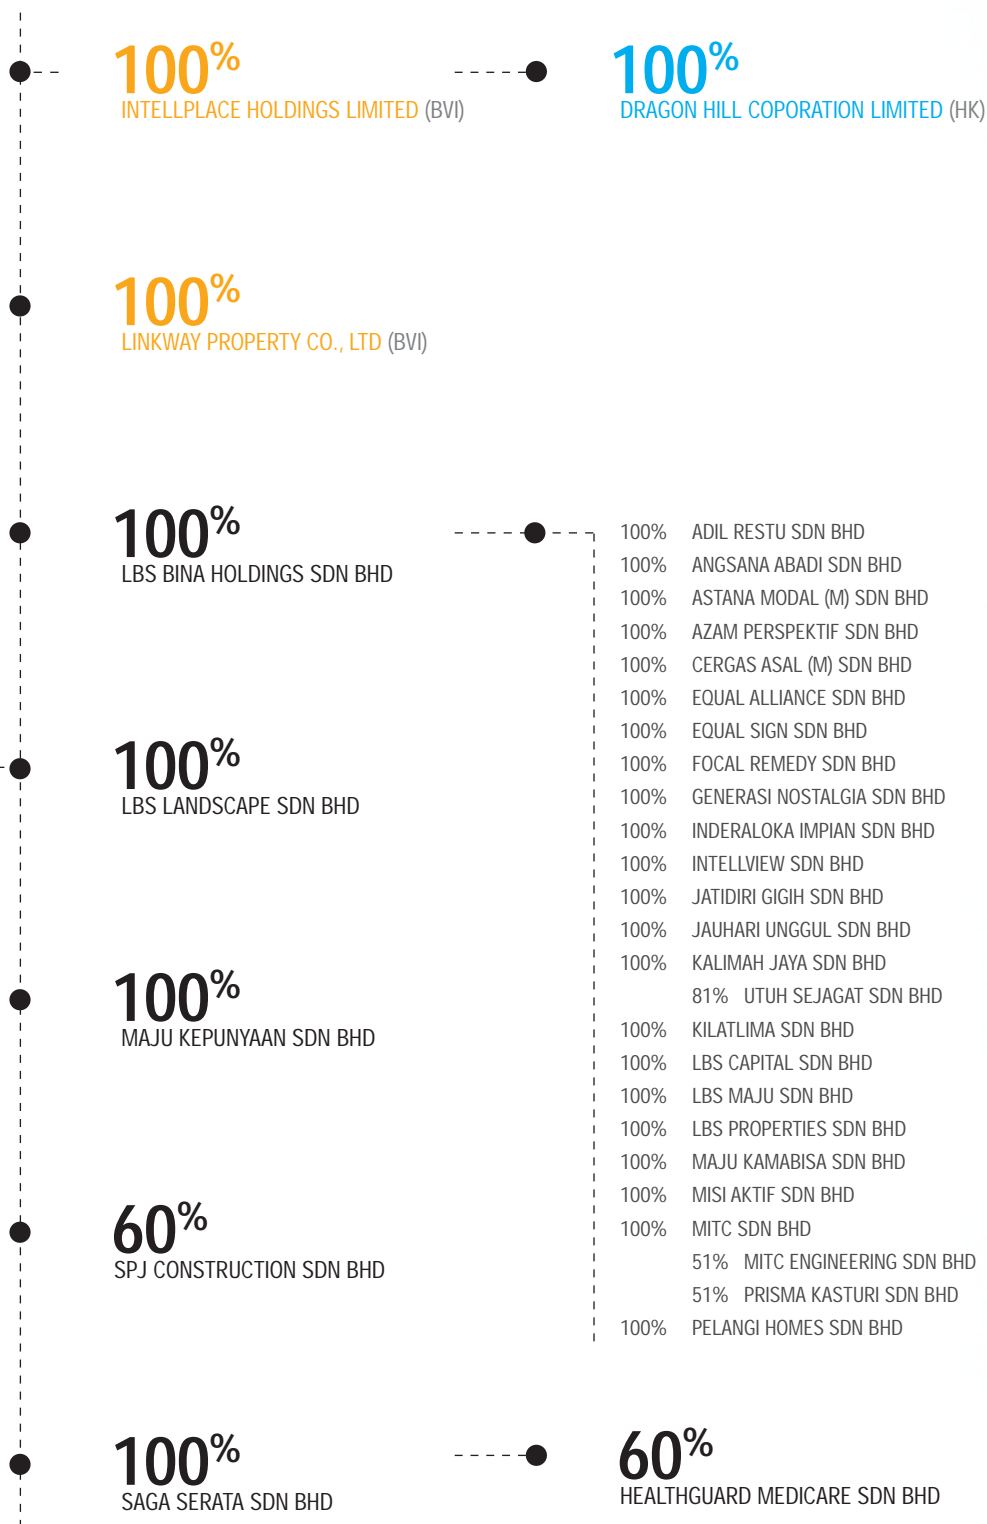 100%
INTELLPLACE HOLDINGS LIMITED (BVI)
100%
DRAGON HILL COPORATION LIMITED (HK)
100%
LINKWAY PROPERTY CO., LTD (BVI)
100%
LBS BINA HOLDINGS SDN BHD
100% ADIL RESTU SDN BHD
100% ANGSANA ABADI SDN BHD
100% ASTANA MODAL (M) SDN BHD
100% AZAM PERSPEKTIF SDN BHD
100% CERGAS ASAL (M) SDN BHD
100% EQUAL ALLIANCE SDN BHD
100% EQUAL SIGN SDN BHD
100% FOCAL REMEDY SDN BHD
100% GENERASI NOSTALGIA SDN BHD
100% INDERALOKA IMPIAN SDN BHD
100% INTELLVIEW SDN BHD
100% JATIDIRI GIGIH SDN BHD
100% JAUHARI UNGGUL SDN BHD
100% KALIMAH JAYA SDN BHD
81% UTUH SEJAGAT SDN BHD
100% KILATLIMA SDN BHD
100% LBS CAPITAL SDN BHD
100% LBS MAJU SDN BHD
100% LBS PROPERTIES SDN BHD
100% MAJU KAMABISA SDN BHD
100% MISI AKTIF SDN BHD
100% MITC SDN BHD
51% MITC ENGINEERING SDN BHD
51% PRISMA KASTURI SDN BHD
100% PELANGI HOMES SDN BHD
100%
LBS LANDSCAPE SDN BHD
100%
MAJU KEPUNYAAN SDN BHD
60%
SPJ CONSTRUCTION SDN BHD
100%
SAGA SERATA SDN BHD
60%
HEALTHGUARD MEDICARE SDN BHD